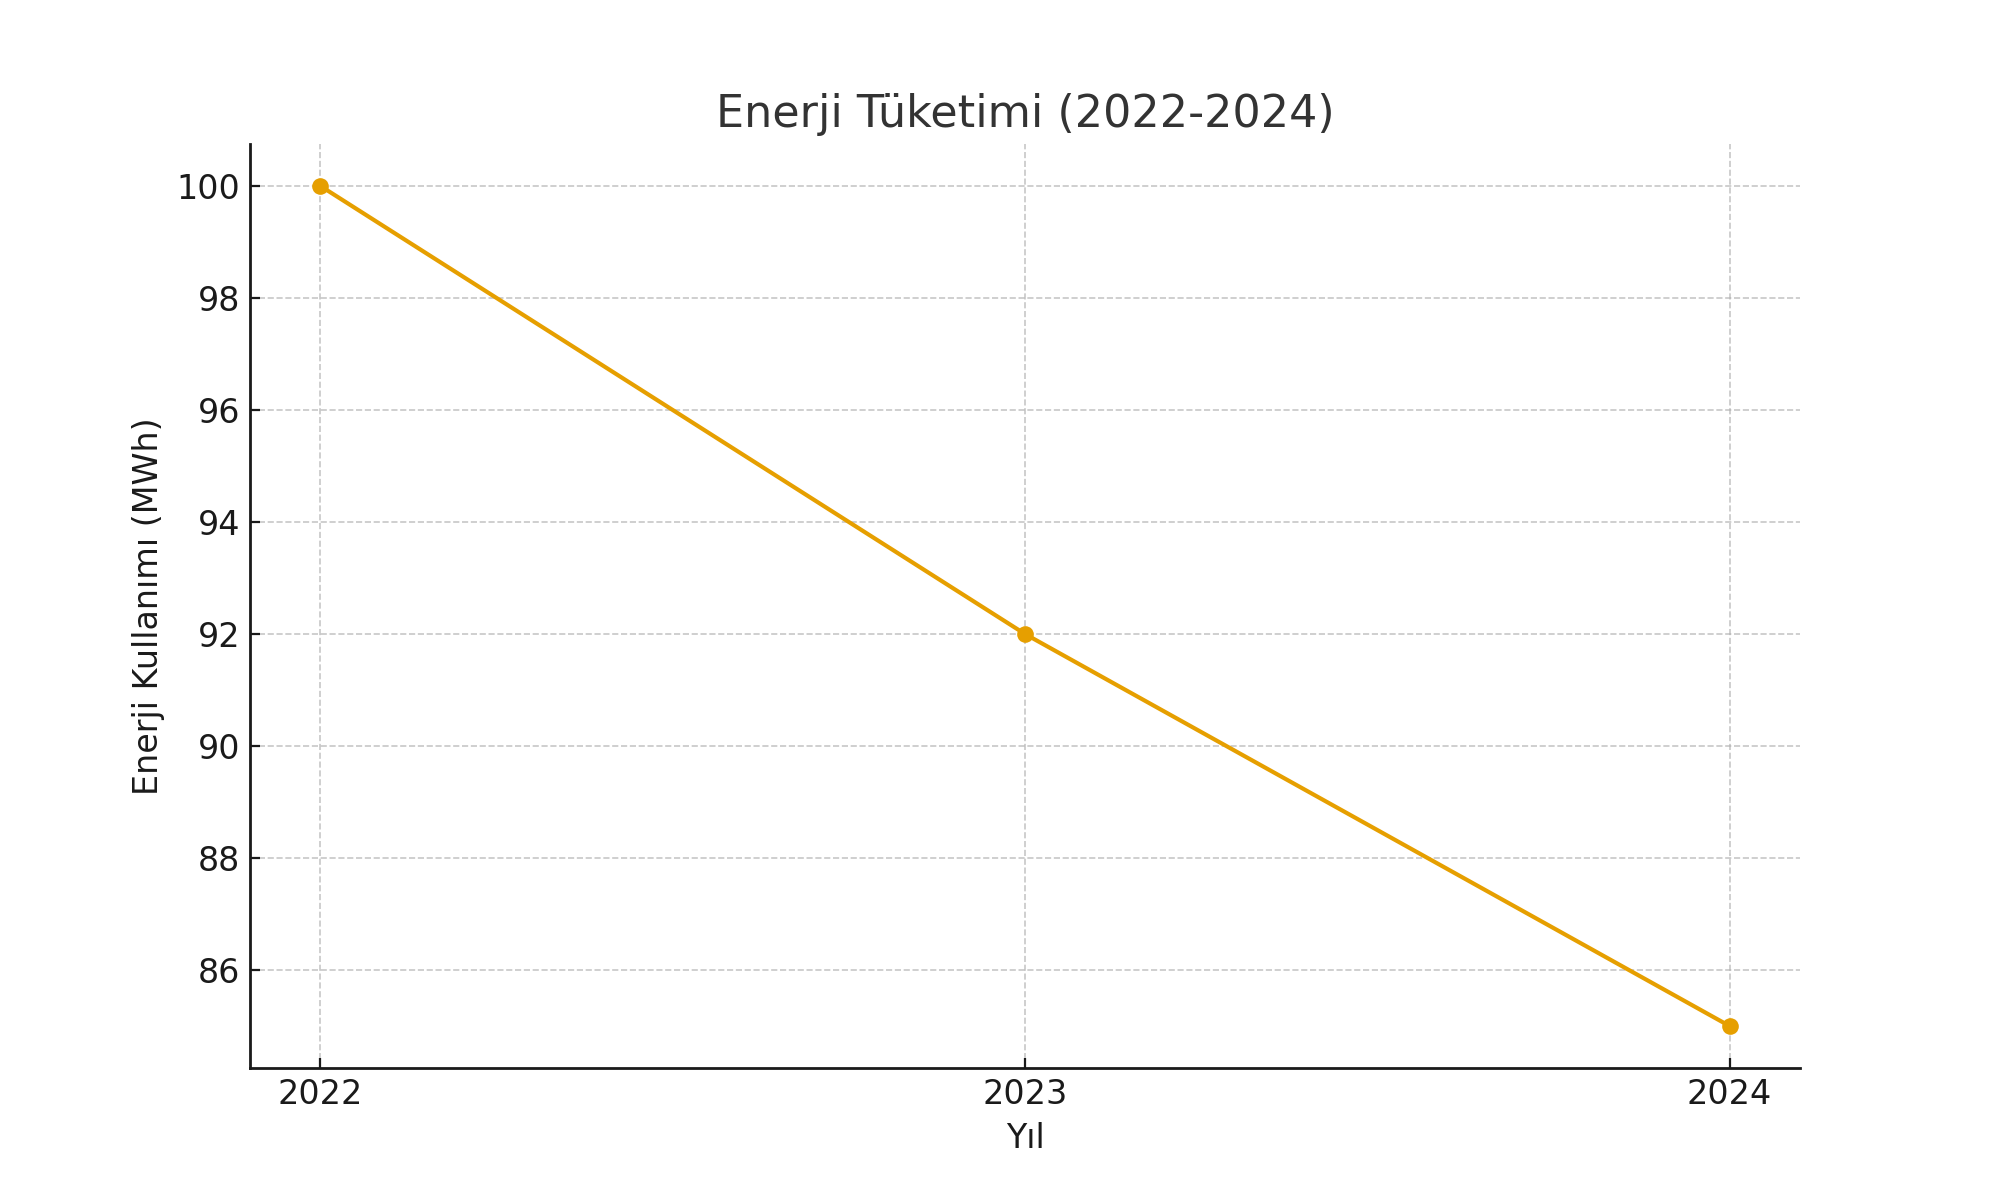 Enerji Tüketimi (2022-2024)
100
98
96
94
92
90
88
86
Enerji Kullanımı (MWh)
2022 2023 2024
Yıl